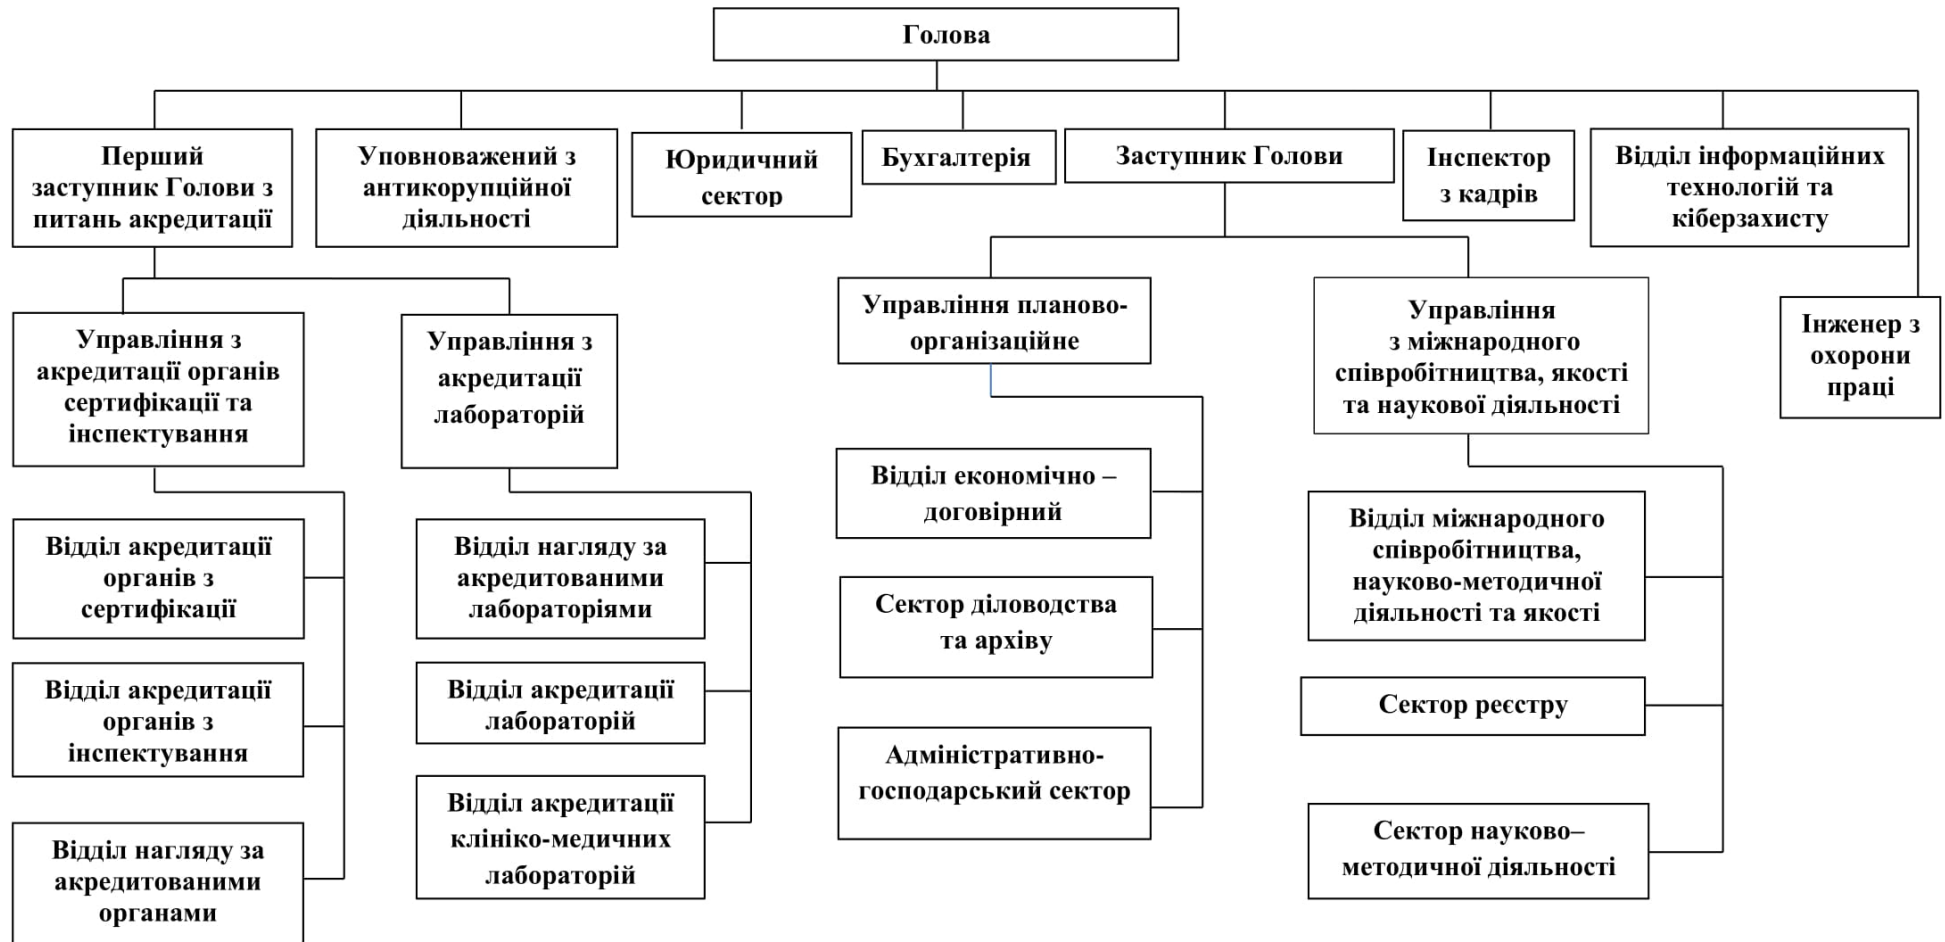 Голова
Перший
заступник Голови з
питань акредитації
Уповноважений з
антикорупційної
діяльності
Юридичний
сектор
Бухгалтерія
Заступник Голови
Інспектор
з кадрів
Відділ інформаційних
технологій та
кіберзахисту
Інженер з
охорони
праці
Управління з
акредитації органів
сертифікації та
інспектування
Управління з
акредитації
лабораторій
Управління планово-
організаційне
Управління
з міжнародного
співробітництва, якості
та наукової діяльності
Відділ акредитації
органів з
сертифікації
Відділ акредитації
органів з
інспектування
Відділ нагляду за
акредитованими
органами
Відділ нагляду за
акредитованими
лабораторіями
Відділ акредитації
лабораторій
Відділ акредитації
клініко-медичних
лабораторій
Відділ економічно –
договірний
Сектор діловодства
та архіву
Адміністративно-
господарський сектор
Відділ міжнародного
співробітництва,
науково-методичної
діяльності та якості
Сектор реєстру
Сектор науково–
методичної діяльності